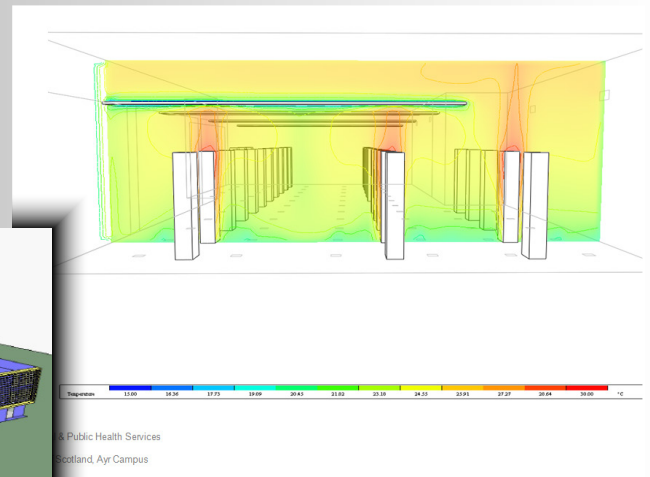 Temperature 15.00 16.36 17.73 19.09 20.45 21.82 23.18 24.55 25.91 27.27 28.64 30.00 °C
& Public Health Services
Scotland, Ayr Campus